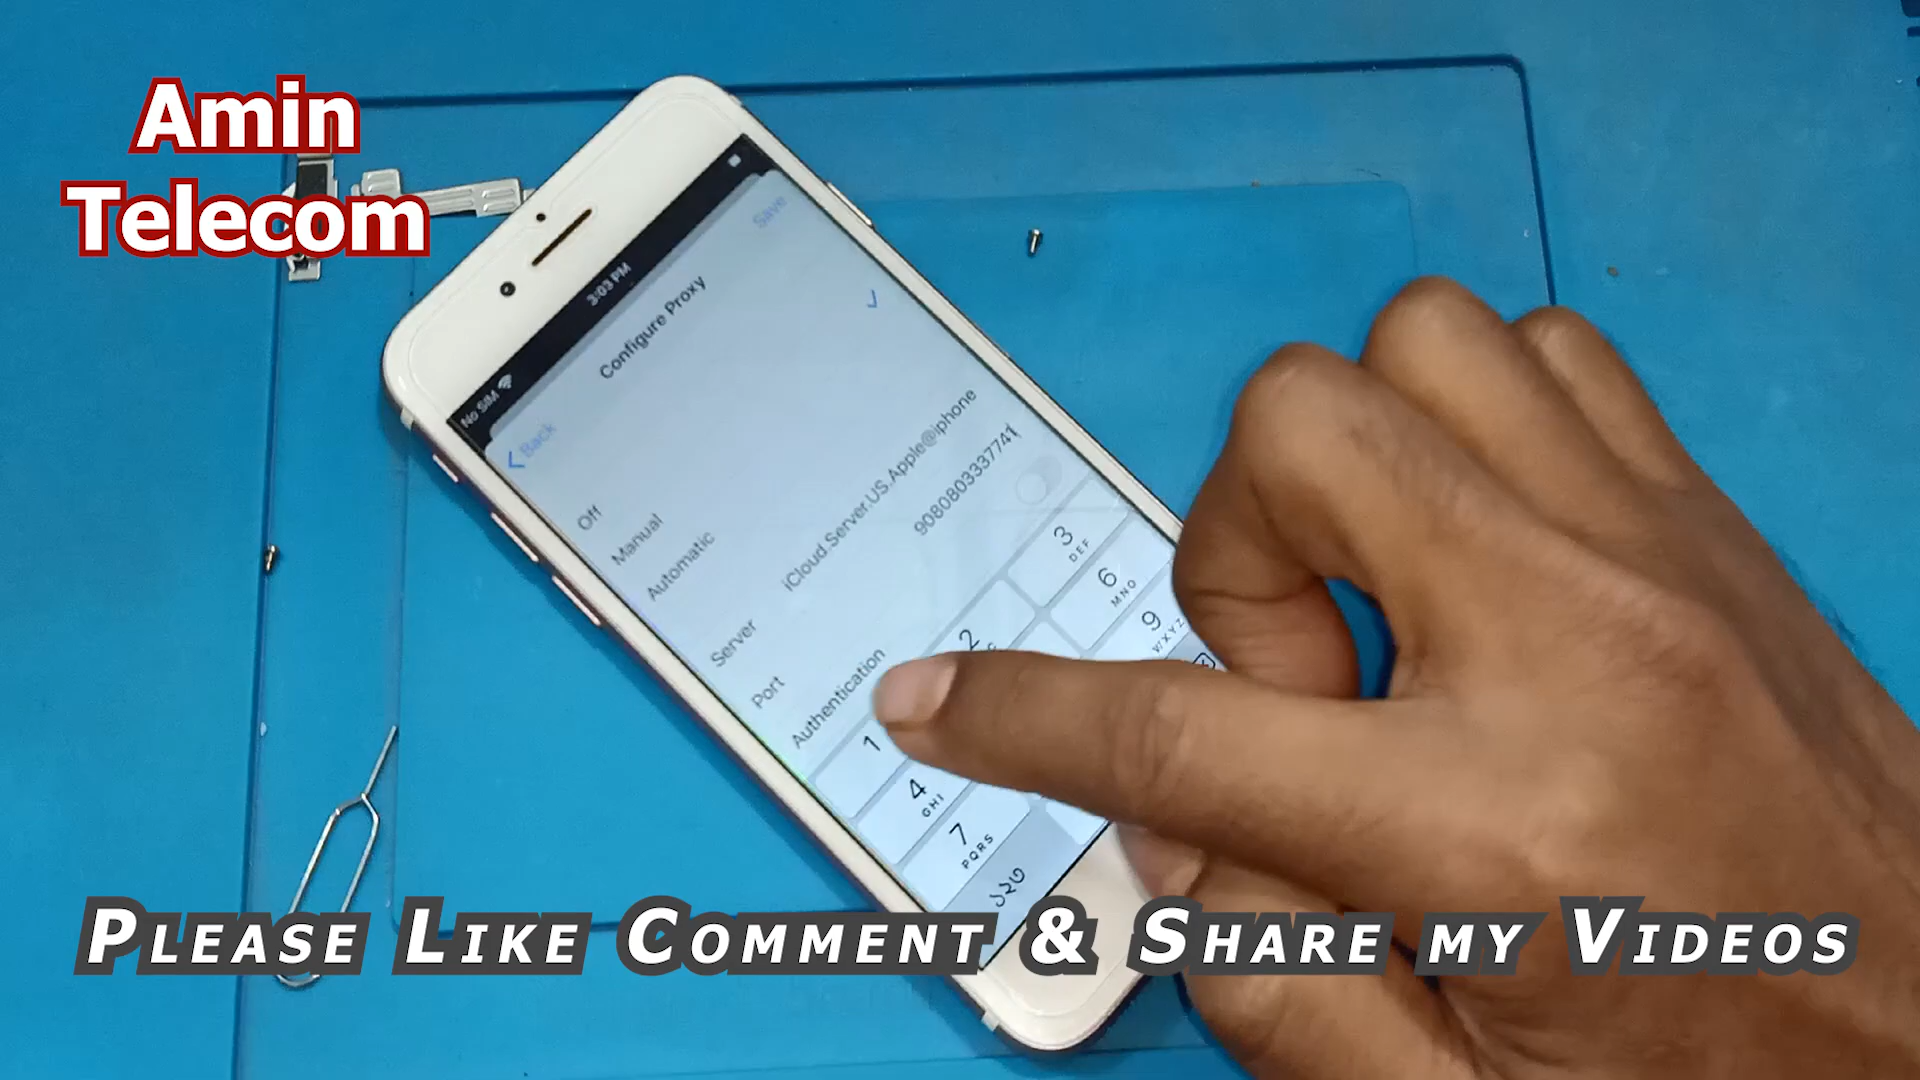 Amin
Telecom
No SIM
3:03 PM
Back
Configure Proxy
Save
Off
Manual
Automatic
Server
iCloud.Server.US.Apple@iphone
Port
9080803337741
Authentication
1
2
3
DEF
4
GHI
6
MNO
7
PQRS
9
WXYZ
১২৩
Please Like Comment & Share my Videos